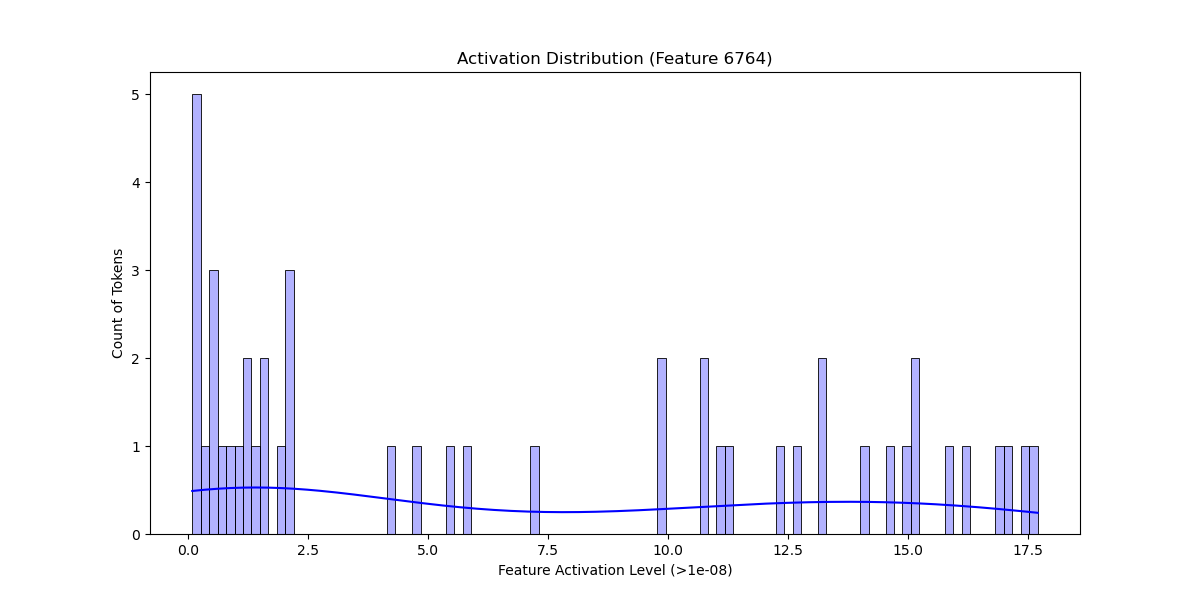 Activation Distribution (Feature 6764)
Count of Tokens
5
4
3
2
1
0
0.0 2.5 5.0 7.5 10.0 12.5 15.0 17.5
Feature Activation Level (>1e-08)